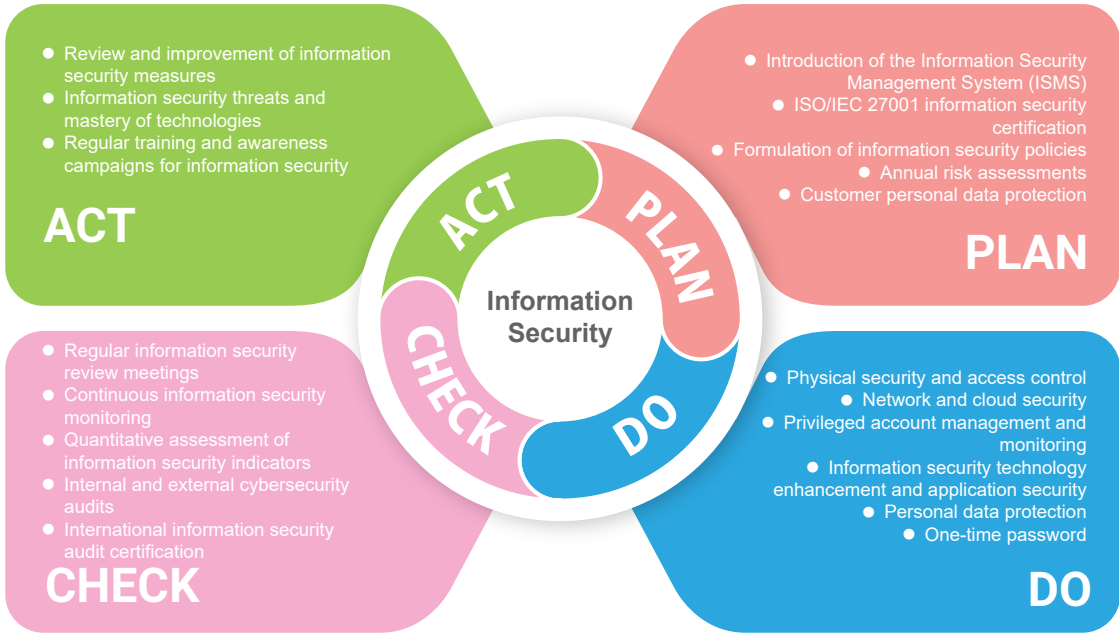 ● Review and improvement of information
security measures
● Information security threats and
mastery of technologies
● Regular training and awareness
campaigns for information security
ACT
● Introduction of the Information Security
Management System (ISMS)
● ISO/IEC 27001 information security
certification
● Formulation of information security policies
● Annual risk assessments
● Customer personal data protection
PLAN
ACT
PLAN
Information
Security
CHECK
DO
● Regular information security
review meetings
● Continuous information security
monitoring
● Quantitative assessment of
information security indicators
● Internal and external cybersecurity
audits
● International information security
audit certification
CHECK
● Physical security and access control
● Network and cloud security
● Privileged account management and
monitoring
● Information security technology
enhancement and application security
● Personal data protection
● One-time password
DO